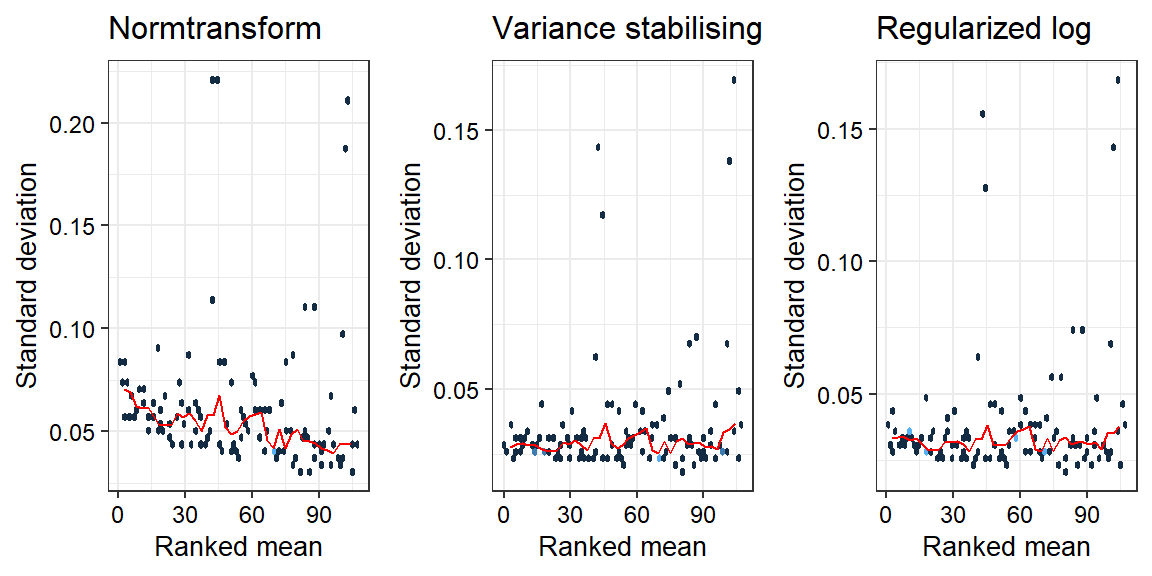 Normtransform
Standard deviation
0.20
0.15
0.10
0.05
0 30 60 90
Ranked mean
Variance stabilising
Standard deviation
0.15
0.10
0.05
0 30 60 90
Ranked mean
Regularized log
Standard deviation
0.15
0.10
0.05
0 30 60 90
Ranked mean